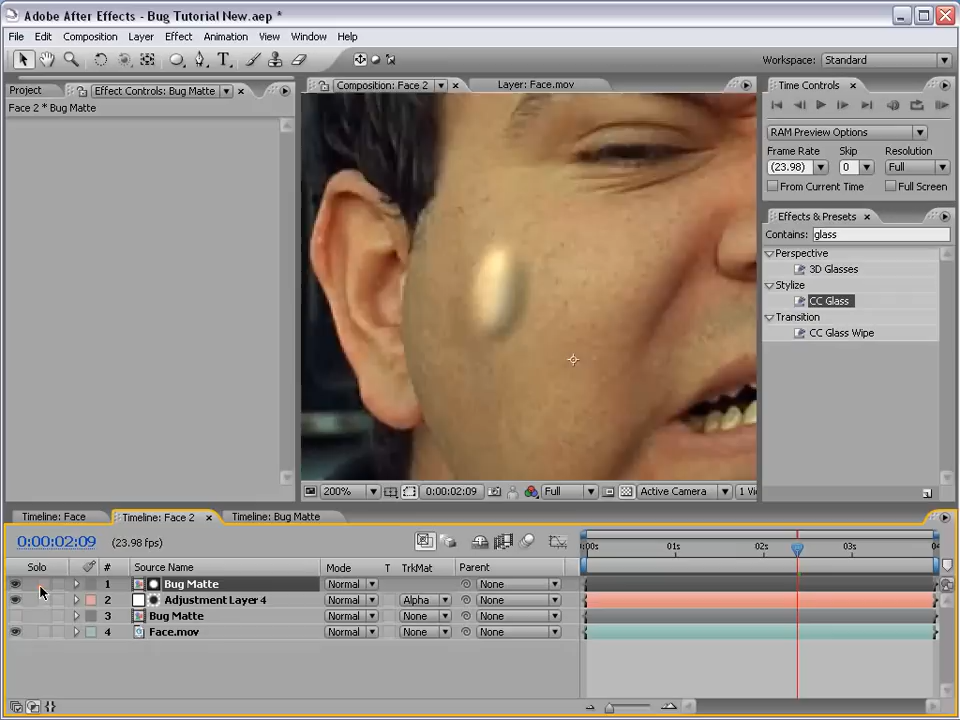 Adobe After Effects - Bug Tutorial New.aep *
File Edit Composition Layer Effect Animation View Window Help
Workspace: Standard
Project
Effect Controls: Bug Matte
Face 2 * Bug Matte
Composition: Face 2
Layer: Face.mov
Time Controls
RAM Preview Options
Frame Rate Skip Resolution
(23.98) 0 Full
From Current Time Full Screen
Effects & Presets
Contains: glass
Perspective
3D Glasses
Stylize
CC Glass
Transition
CC Glass Wipe
200% 0:00:02:09 Full Active Camera 1 Vi
Timeline: Face Timeline: Face 2 Timeline: Bug Matte
0:00:02:09 (23.98 fps)
:00s 01s 02s 03s 04
Solo # Source Name Mode T TrkMat Parent
1 Bug Matte Normal None
2 Adjustment Layer 4 Normal Alpha None
3 Bug Matte Normal None None
4 Face.mov Normal None None